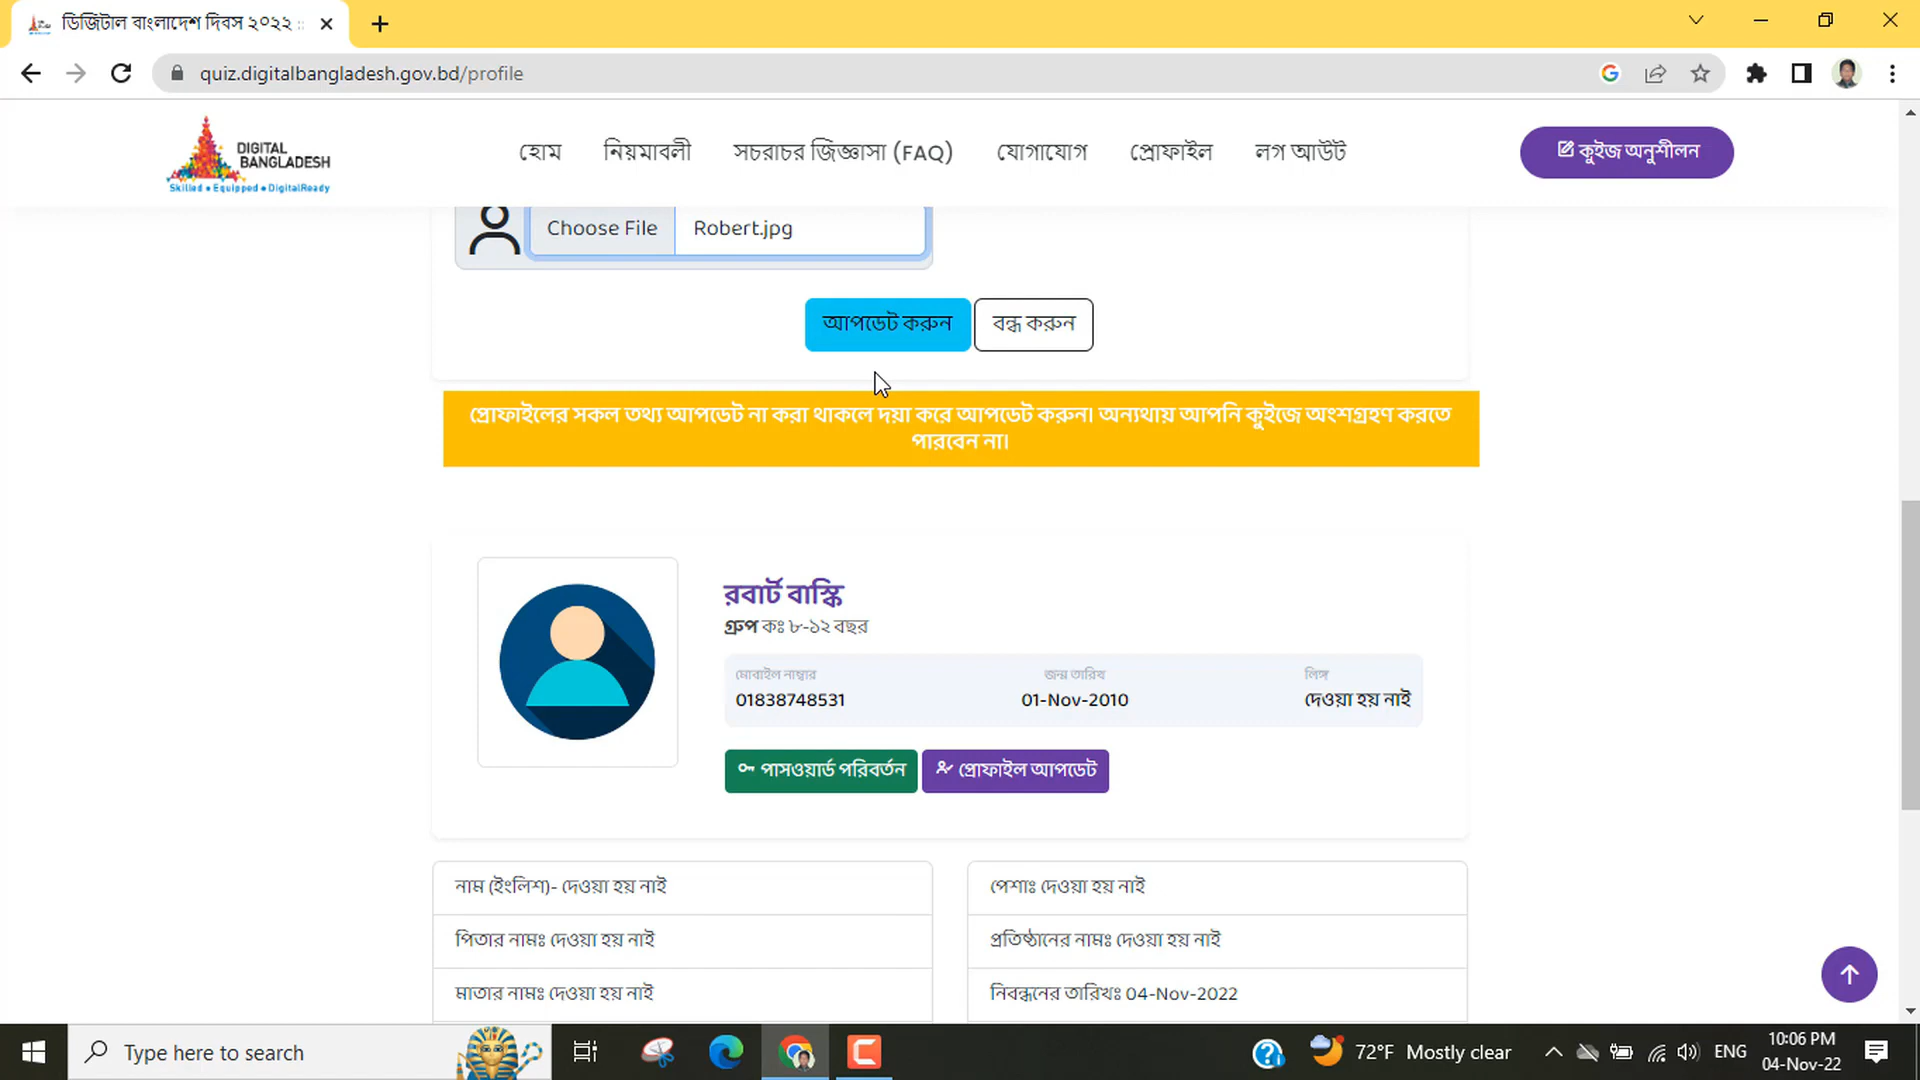 ডিজিটাল বাংলাদেশ দিবস ২০২২ :
quiz.digitalbangladesh.gov.bd/profile
DIGITAL
BANGLADESH
Skilled • Equipped • DigitalReady
হোম নিয়মাবলী সচরাচর জিজ্ঞাসা (FAQ) যোগাযোগ প্রোফাইল লগ আউট কুইজ অনুশীলন
Choose File Robert.jpg
আপডেট করুন বন্ধ করুন
প্রোফাইলের সকল তথ্য আপডেট না করা থাকলে দয়া করে আপডেট করুন। অন্যথায় আপনি কুইজে অংশগ্রহণ করতে
পারবেন না।
রবার্ট বাস্কি
গ্রুপ কঃ ৮-১২ বছর
মোবাইল নাম্বার জন্ম তারিখ লিঙ্গ
01838748531 01-Nov-2010 দেওয়া হয় নাই
পাসওয়ার্ড পরিবর্তন প্রোফাইল আপডেট
নাম (ইংলিশ)- দেওয়া হয় নাই
পেশাঃ দেওয়া হয় নাই
পিতার নামঃ দেওয়া হয় নাই
প্রতিষ্ঠানের নামঃ দেওয়া হয় নাই
মাতার নামঃ দেওয়া হয় নাই
নিবন্ধনের তারিখঃ 04-Nov-2022
Type here to search
72°F Mostly clear
ENG
10:06 PM
04-Nov-22